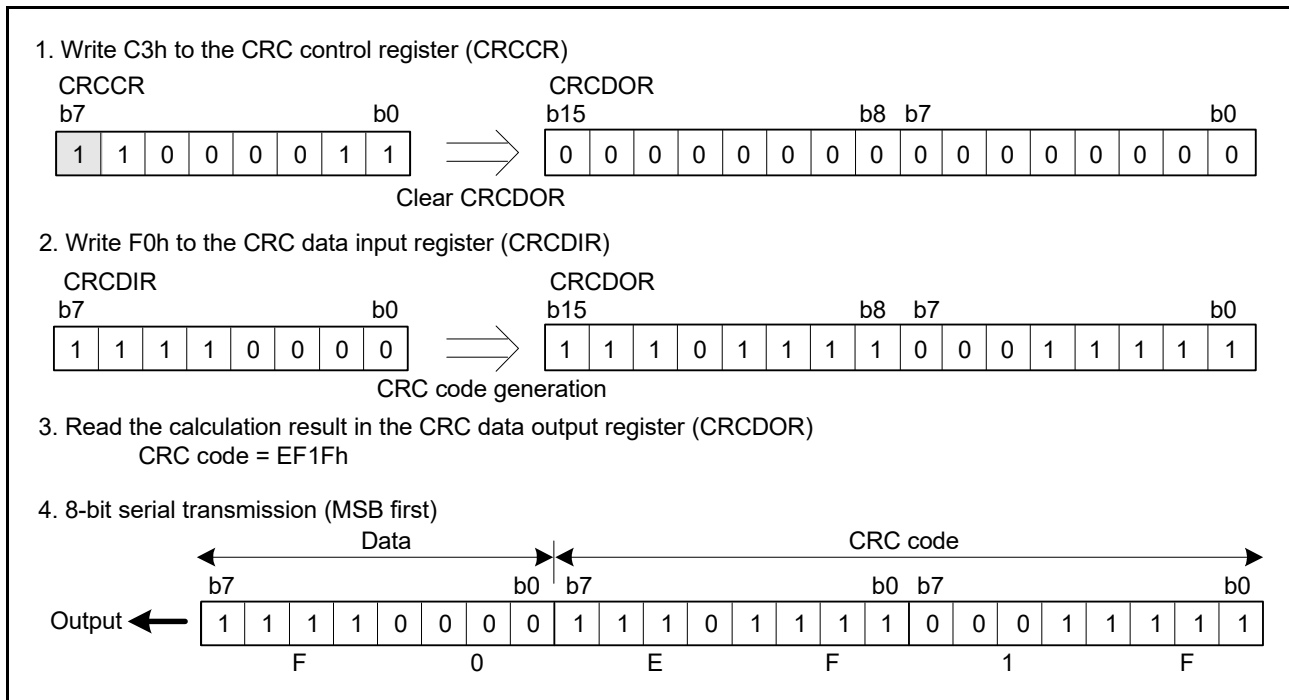 1. Write C3h to the CRC control register (CRCCR)
CRCCR CRCDOR
b7 b0 b15 b8 b7 b0
1 1 0 0 0 0 1 1 0 0 0 0 0 0 0 0 0 0 0 0 0 0 0 0
Clear CRCDOR
2. Write F0h to the CRC data input register (CRCDIR)
CRCDIR CRCDOR
b7 b0 b15 b8 b7 b0
1 1 1 1 0 0 0 0 1 1 1 0 1 1 1 1 0 0 0 1 1 1 1 1
CRC code generation
3. Read the calculation result in the CRC data output register (CRCDOR)
CRC code = EF1Fh
4. 8-bit serial transmission (MSB first)
Data CRC code
b7 b0 b7 b0 b7 b0
Output 1 1 1 1 0 0 0 0 1 1 1 0 1 1 1 1 0 0 0 1 1 1 1 1
F 0 E F 1 F